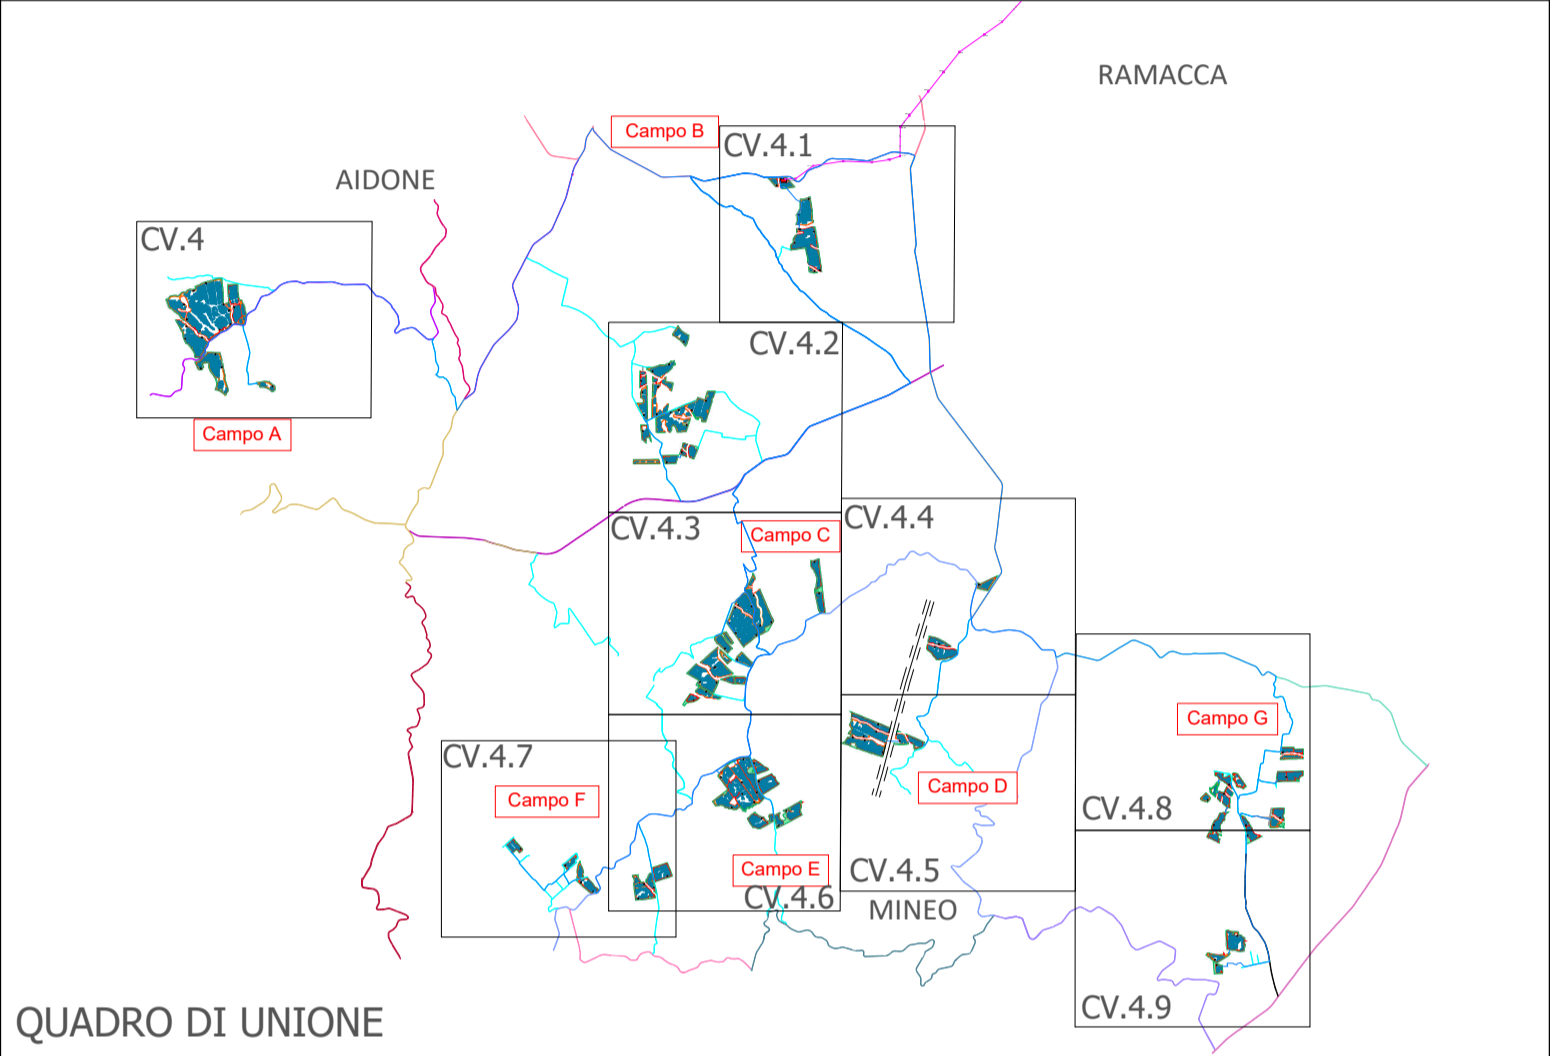 RAMACCA
Campo B
CV.4.1
AIDONE
CV.4
CV.4.2
Campo A
CV.4.3
Campo C
CV.4.4
Campo G
CV.4.7
Campo F
Campo D
CV.4.8
Campo E
CV.4.5
CV.4.6
MINEO
CV.4.9
QUADRO DI UNIONE